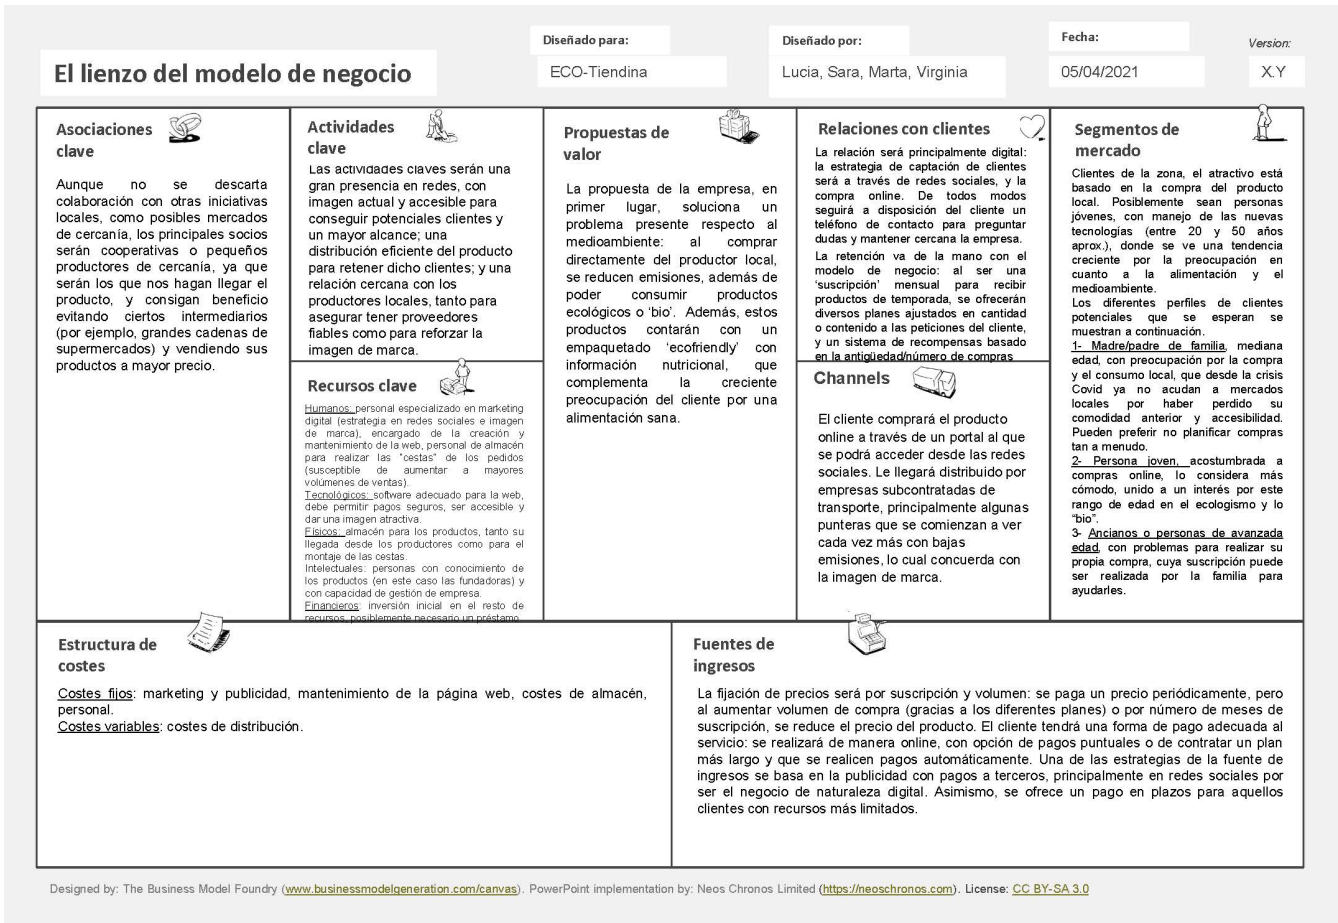 El lienzo del modelo de negocio
Diseñado para:
ECO-Tiendina
Diseñado por:
Lucia, Sara, Marta, Virginia
Fecha:
05/04/2021
Version:
X.Y
Asociaciones
clave
Aunque no se descarta
colaboración con otras iniciativas
locales, como posibles mercados
de cercanía, los principales socios
serán cooperativas o pequeños
productores de cercanía, ya que
serán los que nos hagan llegar el
producto, y consigan beneficio
evitando ciertos intermediarios
(por ejemplo, grandes cadenas de
supermercados) y vendiendo sus
productos a mayor precio.
Actividades
clave
Las actividades claves serán una
gran presencia en redes, con
imagen actual y accesible para
conseguir potenciales clientes y
un mayor alcance; una
distribución eficiente del producto
para retener dicho clientes; y una
relación cercana con los
productores locales, tanto para
asegurar tener proveedores
fiables como para reforzar la
imagen de marca.
Recursos clave
Humanos: personal especializado en marketing
digital (estrategia en redes sociales e imagen
de marca), encargado de la creación y
mantenimiento de la web, personal de almacén
para realizar las "cestas" de los pedidos
(susceptible de aumentar a mayores
volúmenes de ventas).
Tecnológicos: software adecuado para la web,
debe permitir pagos seguros, ser accesible y
dar una imagen atractiva.
Físicos: almacén para los productos, tanto su
llegada desde los productores como para el
montaje de las cestas.
Intelectuales: personas con conocimiento de
los productos (en este caso las fundadoras) y
con capacidad de gestión de empresa.
Financieros: inversión inicial en el resto de
recursos, posiblemente necesario un préstamo.
Propuestas de
valor
La propuesta de la empresa, en
primer lugar, soluciona un
problema presente respecto al
medioambiente: al comprar
directamente del productor local,
se reducen emisiones, además de
poder consumir productos
ecológicos o ‘bio’. Además, estos
productos contarán con un
empaquetado ‘ecofriendly’ con
información nutricional, que
complementa la creciente
preocupación del cliente por una
alimentación sana.
Relaciones con clientes
La relación será principalmente digital:
la estrategia de captación de clientes
será a través de redes sociales, y la
compra online. De todos modos
seguirá a disposición del cliente un
teléfono de contacto para preguntar
dudas y mantener cercana la empresa.
La retención va de la mano con el
modelo de negocio: al ser una
‘suscripción’ mensual para recibir
productos de temporada, se ofrecerán
diversos planes ajustados en cantidad
o contenido a las peticiones del cliente,
y un sistema de recompensas basado
en la antigüedad/número de compras
Channels
El cliente comprará el producto
online a través de un portal al que
se podrá acceder desde las redes
sociales. Le llegará distribuido por
empresas subcontratadas de
transporte, principalmente algunas
punteras que se comienzan a ver
cada vez más con bajas
emisiones, lo cual concuerda con
la imagen de marca.
Segmentos de
mercado
Clientes de la zona, el atractivo está
basado en la compra del producto
local. Posiblemente sean personas
jóvenes, con manejo de las nuevas
tecnologías (entre 20 y 50 años
aprox.), donde se ve una tendencia
creciente por la preocupación en
cuanto a la alimentación y el
medioambiente.
Los diferentes perfiles de clientes
potenciales que se esperan se
muestran a continuación.
1- Madre/padre de familia, mediana
edad, con preocupación por la compra
y el consumo local, que desde la crisis
Covid ya no acudan a mercados
locales por haber perdido su
comodidad anterior y accesibilidad.
Pueden preferir no planificar compras
tan a menudo.
2- Persona joven, acostumbrada a
compras online, lo considera más
cómodo, unido a un interés por este
rango de edad en el ecologismo y lo
“bio”.
3- Ancianos o personas de avanzada
edad, con problemas para realizar su
propia compra, cuya suscripción puede
ser realizada por la familia para
ayudarles.
Estructura de
costes
Costes fijos: marketing y publicidad, mantenimiento de la página web, costes de almacén,
personal.
Costes variables: costes de distribución.
Fuentes de
ingresos
La fijación de precios será por suscripción y volumen: se paga un precio periódicamente, pero
al aumentar volumen de compra (gracias a los diferentes planes) o por número de meses de
suscripción, se reduce el precio del producto. El cliente tendrá una forma de pago adecuada al
servicio: se realizará de manera online, con opción de pagos puntuales o de contratar un plan
más largo y que se realicen pagos automáticamente. Una de las estrategias de la fuente de
ingresos se basa en la publicidad con pagos a terceros, principalmente en redes sociales por
ser el negocio de naturaleza digital. Asimismo, se ofrece un pago en plazos para aquellos
clientes con recursos más limitados.
Designed by: The Business Model Foundry (www.businessmodelgeneration.com/canvas). PowerPoint implementation by: Neos Chronos Limited (https://neoschronos.com). License: CC BY-SA 3.0